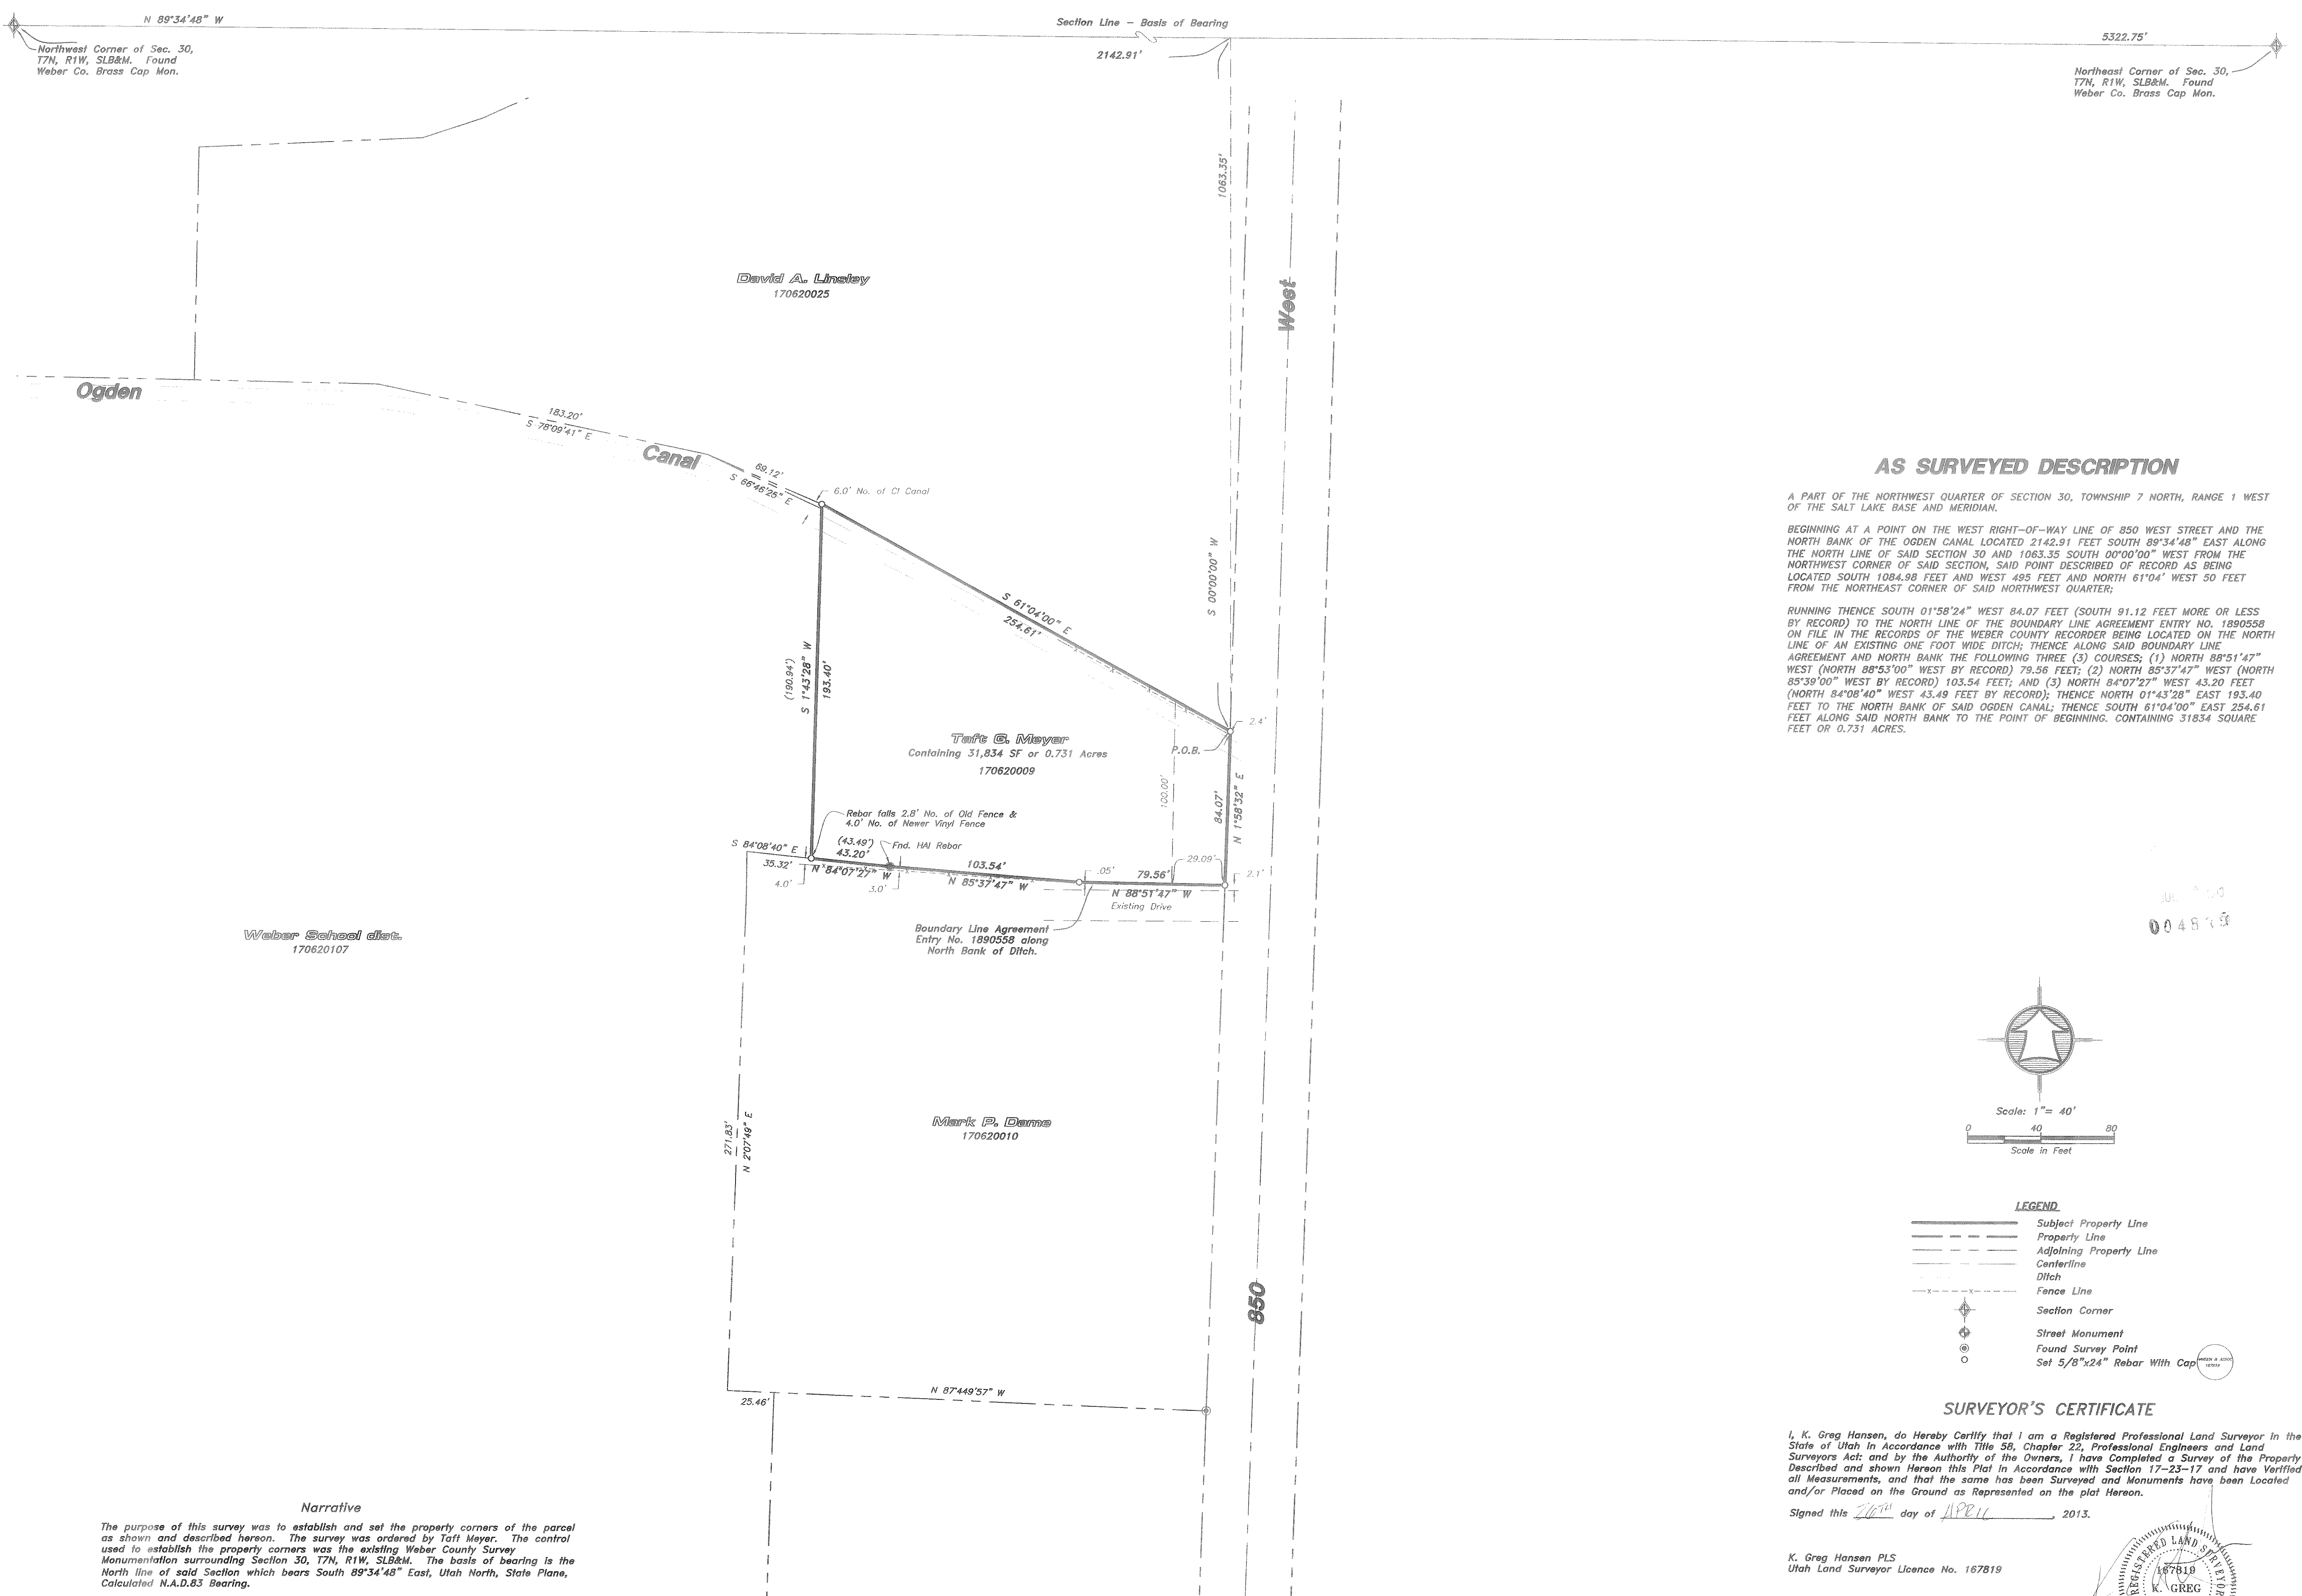 N 89°34'48" W
Section Line - Basis of Bearing
2142.91'
5322.75'
Northwest Corner of Sec. 30,
T7N, R1W, SLB&M. Found
Weber Co. Brass Cap Mon.
Northeast Corner of Sec. 30,
T7N, R1W, SLB&M. Found
Weber Co. Brass Cap Mon.
1063.35'
West
David A. Linsley
170620025
Ogden
183.20'
S 78°09'41" E
Canal
69.12'
S 66°46'25" E
6.0' No. of Cl Canal
S 00°00'00" W
S 61°04'00" E
254.61'
(190.94')
S 1°43'28" W
193.40'
2.4'
P.O.B.
Taft G. Meyer
Containing 31,834 SF or 0.731 Acres
170620009
100.00'
84.07'
N 1°58'32" E
Rebar falls 2.8' No. of Old Fence &
4.0' No. of Newer Vinyl Fence
S 84°08'40" E
35.32'
4.0'
(43.49')
43.20'
Fnd. HAI Rebar
N 84°07'27" W
3.0'
103.54'
N 85°37'47" W
.05'
79.56'
29.09'
2.1'
N 88°51'47" W
Existing Drive
Boundary Line Agreement
Entry No. 1890558 along
North Bank of Ditch.
Weber School dist.
170620107
271.83'
N 2°07'49" E
Mark P. Dame
170620010
850
N 87°449'57" W
25.46'
Narrative
The purpose of this survey was to establish and set the property corners of the parcel
as shown and described hereon. The survey was ordered by Taft Meyer. The control
used to establish the property corners was the existing Weber County Survey
Monumentation surrounding Section 30, T7N, R1W, SLB&M. The basis of bearing is the
North line of said Section which bears South 89°34'48" East, Utah North, State Plane,
Calculated N.A.D.83 Bearing.
AS SURVEYED DESCRIPTION
A PART OF THE NORTHWEST QUARTER OF SECTION 30, TOWNSHIP 7 NORTH, RANGE 1 WEST
OF THE SALT LAKE BASE AND MERIDIAN.
BEGINNING AT A POINT ON THE WEST RIGHT-OF-WAY LINE OF 850 WEST STREET AND THE
NORTH BANK OF THE OGDEN CANAL LOCATED 2142.91 FEET SOUTH 89°34'48" EAST ALONG
THE NORTH LINE OF SAID SECTION 30 AND 1063.35 SOUTH 00°00'00" WEST FROM THE
NORTHWEST CORNER OF SAID SECTION, SAID POINT DESCRIBED OF RECORD AS BEING
LOCATED SOUTH 1084.98 FEET AND WEST 495 FEET AND NORTH 61°04' WEST 50 FEET
FROM THE NORTHEAST CORNER OF SAID NORTHWEST QUARTER;
RUNNING THENCE SOUTH 01°58'24" WEST 84.07 FEET (SOUTH 91.12 FEET MORE OR LESS
BY RECORD) TO THE NORTH LINE OF THE BOUNDARY LINE AGREEMENT ENTRY NO. 1890558
ON FILE IN THE RECORDS OF THE WEBER COUNTY RECORDER BEING LOCATED ON THE NORTH
LINE OF AN EXISTING ONE FOOT WIDE DITCH; THENCE ALONG SAID BOUNDARY LINE
AGREEMENT AND NORTH BANK THE FOLLOWING THREE (3) COURSES; (1) NORTH 88°51'47"
WEST (NORTH 88°53'00" WEST BY RECORD) 79.56 FEET; (2) NORTH 85°37'47" WEST (NORTH
85°39'00" WEST BY RECORD) 103.54 FEET; AND (3) NORTH 84°07'27" WEST 43.20 FEET
(NORTH 84°08'40" WEST 43.49 FEET BY RECORD); THENCE NORTH 01°43'28" EAST 193.40
FEET TO THE NORTH BANK OF SAID OGDEN CANAL; THENCE SOUTH 61°04'00" EAST 254.61
FEET ALONG SAID NORTH BANK TO THE POINT OF BEGINNING. CONTAINING 31834 SQUARE
FEET OR 0.731 ACRES.
Scale: 1"= 40'
0 40 80
Scale in Feet
LEGEND
Subject Property Line
Property Line
Adjoining Property Line
Centerline
Ditch
Fence Line
Section Corner
Street Monument
Found Survey Point
Set 5/8"x24" Rebar With Cap
SURVEYOR'S CERTIFICATE
I, K. Greg Hansen, do Hereby Certify that I am a Registered Professional Land Surveyor in the
State of Utah in Accordance with Title 58, Chapter 22, Professional Engineers and Land
Surveyors Act: and by the Authority of the Owners, I have Completed a Survey of the Property
Described and shown Hereon this Plat in Accordance with Section 17-23-17 and have Verified
all Measurements, and that the same has been Surveyed and Monuments have been Located
and/or Placed on the Ground as Represented on the plat Hereon.
Signed this 26TH day of APRIL, 2013.
K. Greg Hansen PLS
Utah Land Surveyor Licence No. 167819
REGISTERED LAND SURVEYOR
167819
K. GREG